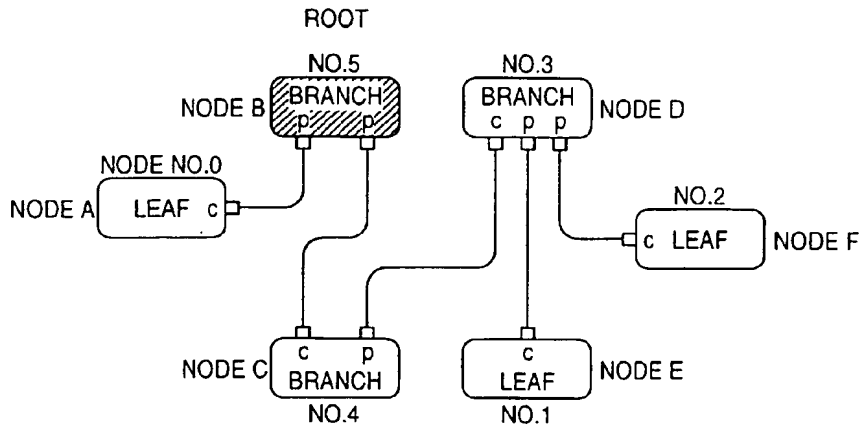 ROOT
NO.5
NODE B
BRANCH
p p
NO.3
BRANCH
c p p
NODE D
NODE NO.0
NODE A
LEAF c
NO.2
c LEAF
NODE F
NODE C
c p
BRANCH
NO.4
c
LEAF
NODE E
NO.1